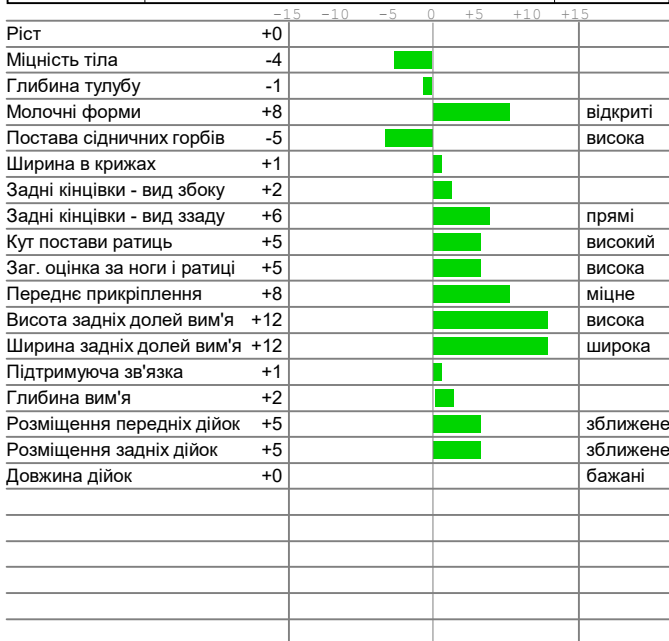 -15 -10 -5 0 +5 +10 +15
Ріст +0
Міцність тіла -4
Глибина тулубу -1
Молочні форми +8 відкриті
Постава сідничних горбів -5 висока
Ширина в крижах +1
Задні кінцівки - вид збоку +2
Задні кінцівки - вид ззаду +6 прямі
Кут постави ратиць +5 високий
Заг. оцінка за ноги і ратиці +5 висока
Переднє прикріплення +8 міцне
Висота задніх долей вим'я +12 висока
Ширина задніх долей вим'я +12 широка
Підтримуюча зв'язка +1
Глибина вим'я +2
Розміщення передніх дійок +5 зближене
Розміщення задніх дійок +5 зближене
Довжина дійок +0 бажані